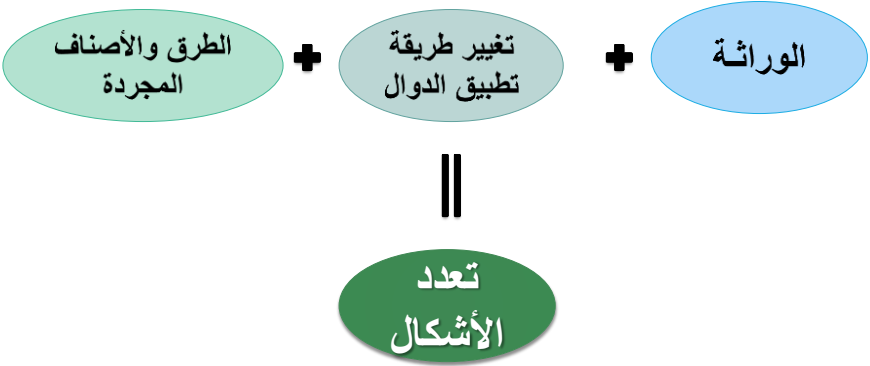 الوراثـة
+
تغيير طريقة
تطبيق الدوال
+
الطرق والأصناف
المجردة
=
تعدد
الأشكال